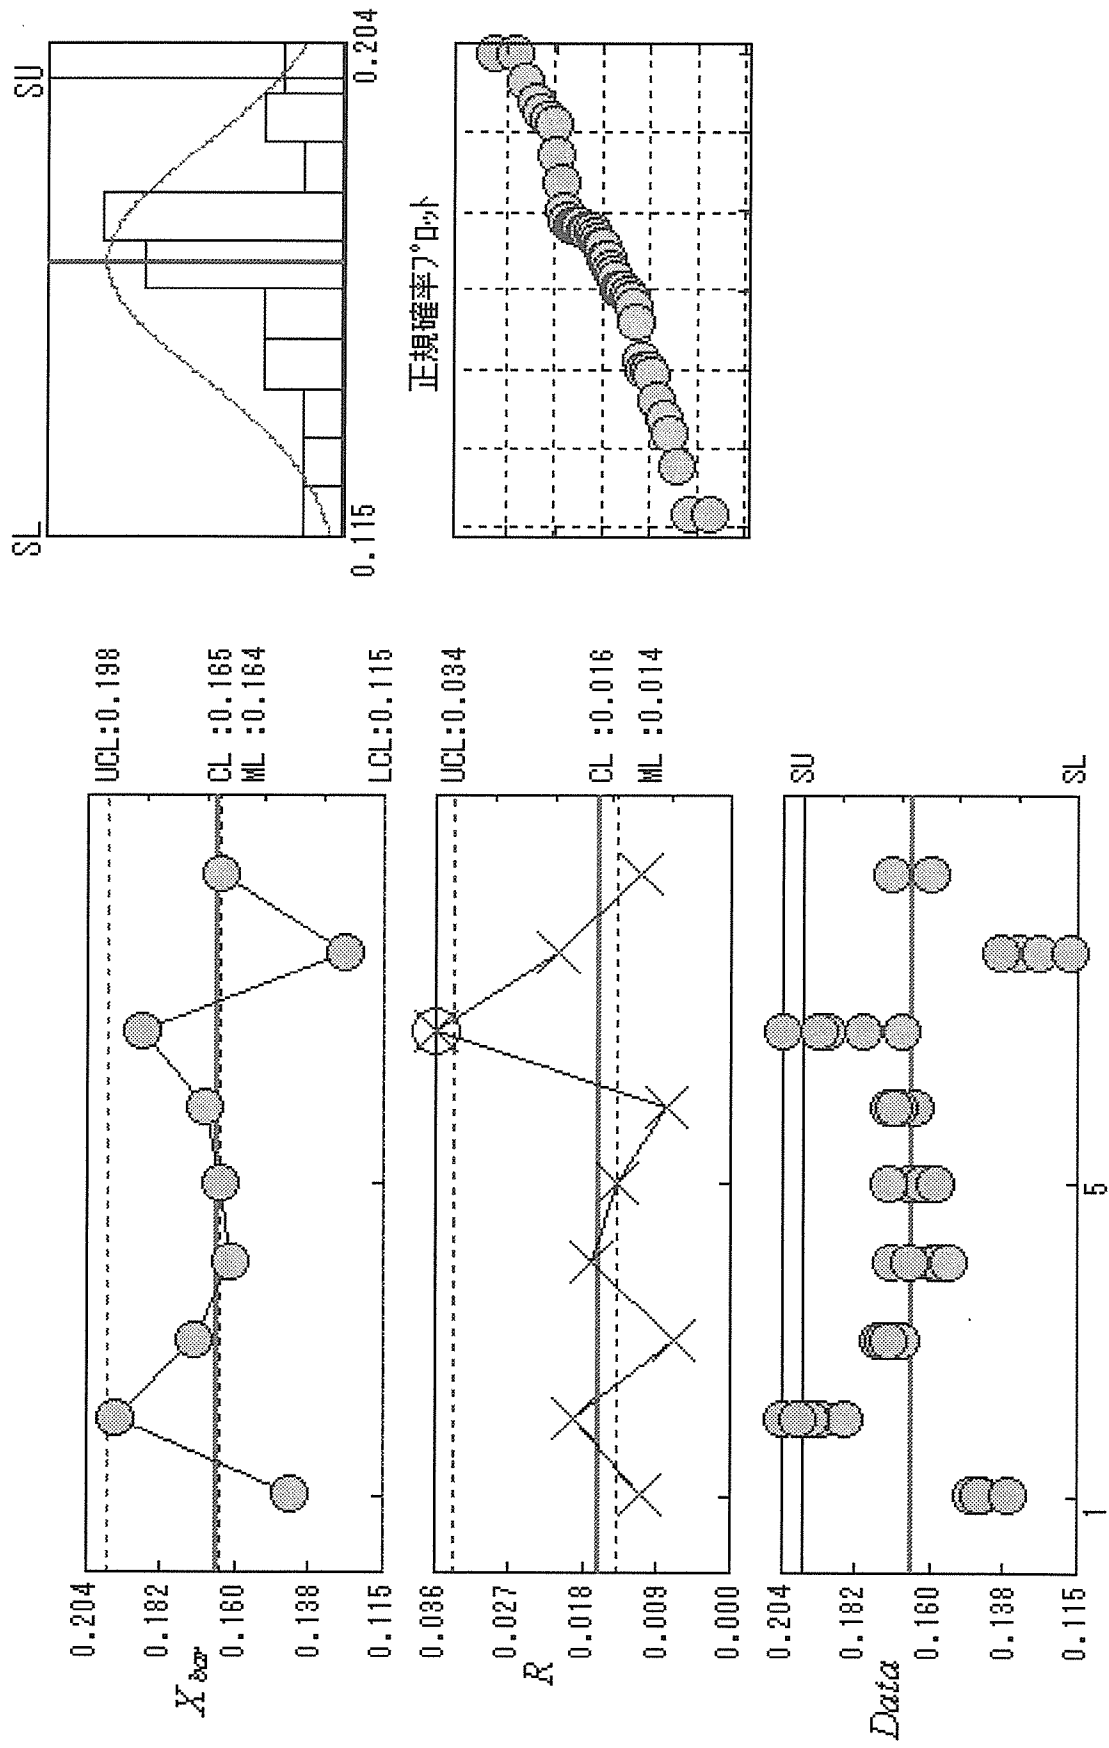 0.204
0.182
0.160
0.138
0.115
X bar
UCL:0.198
CL :0.165
ML :0.164
LCL:0.115
0.036
0.027
0.018
0.009
0.000
R
UCL:0.034
CL :0.016
ML :0.014
0.204
0.182
0.160
0.138
0.115
Data
1
5
SU
SL
SL
SU
0.115
0.204
正規確率プロット